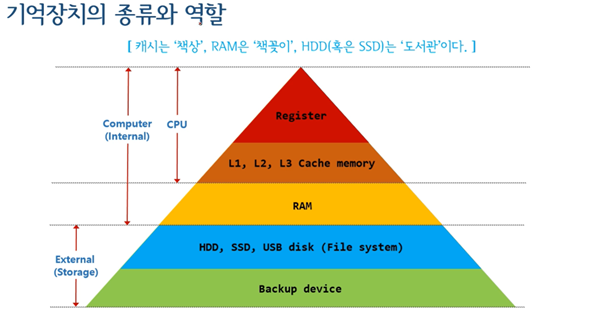 기억장치의 종류와 역할
[ 캐시는 ‘책상’, RAM은 ‘책꽂이’, HDD(혹은 SSD)는 ‘도서관’이다. ]
Register
Computer
(Internal)
CPU
L1, L2, L3 Cache memory
RAM
HDD, SSD, USB disk (File system)
External
(Storage)
Backup device